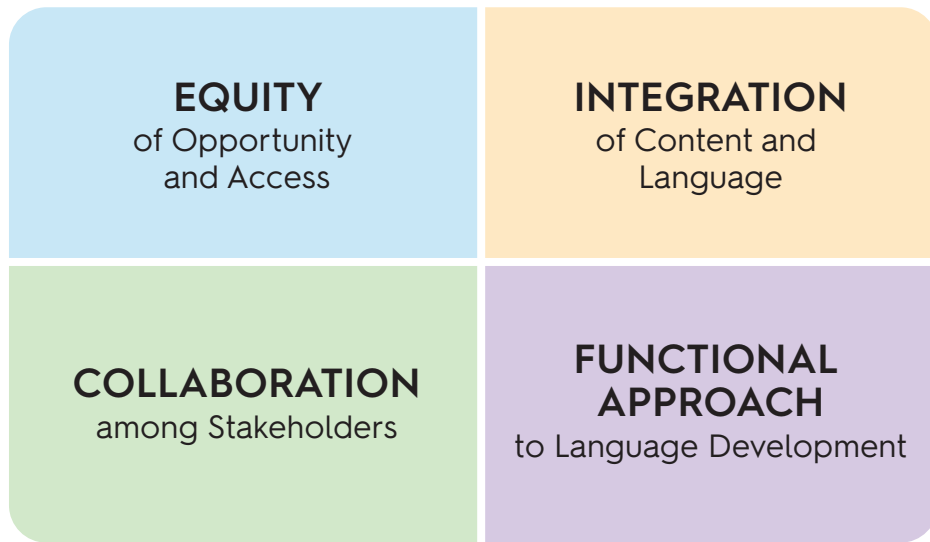 EQUITY
of Opportunity
and Access
INTEGRATION
of Content and
Language
COLLABORATION
among Stakeholders
FUNCTIONAL
APPROACH
to Language Development